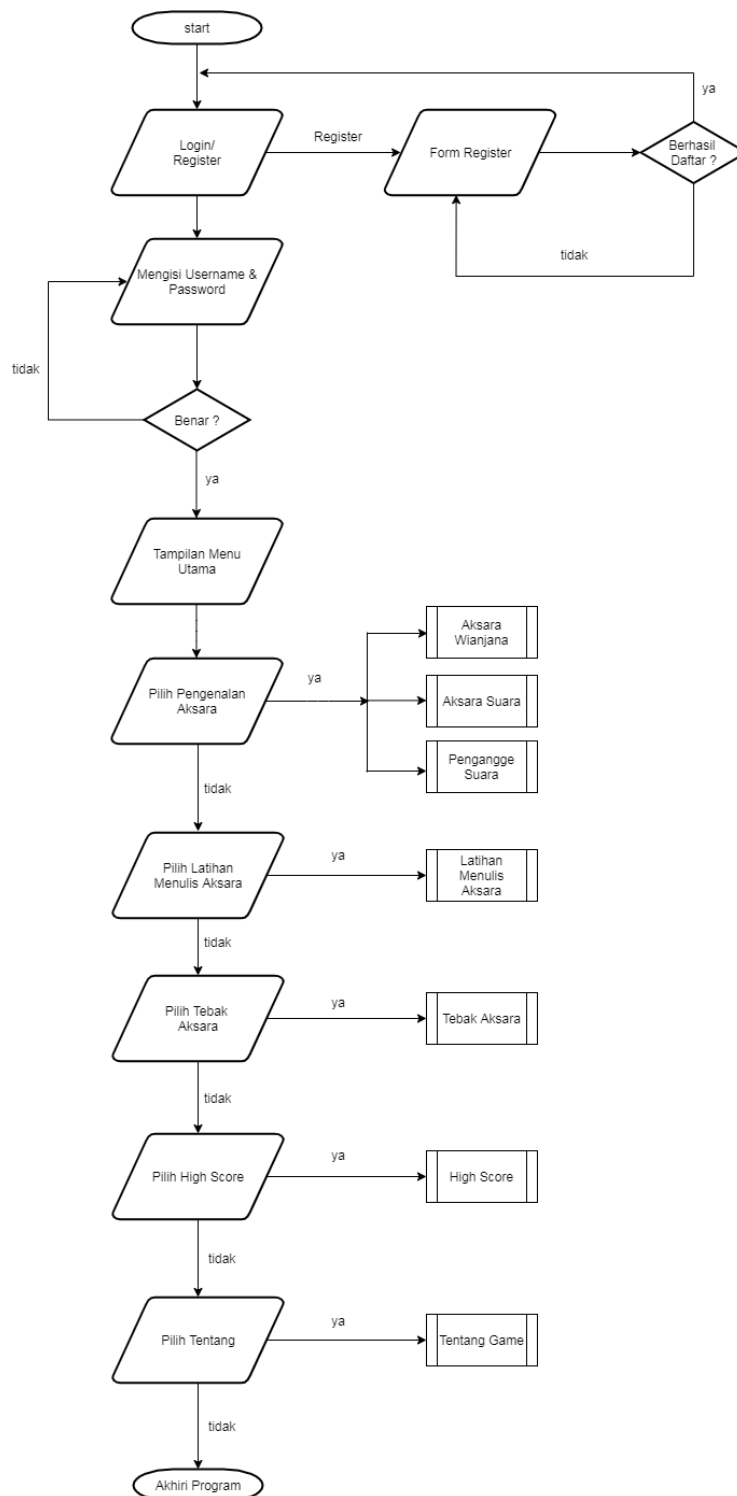 start
ya
Login/
Register
Register
Form Register
Berhasil
Daftar ?
tidak
Mengisi Username &
Password
tidak
Benar ?
ya
Tampilan Menu
Utama
Pilih Pengenalan
Aksara
ya
Aksara
Wianjana
Aksara Suara
Pengangge
Suara
tidak
Pilih Latihan
Menulis Aksara
ya
Latihan
Menulis
Aksara
tidak
Pilih Tebak
Aksara
ya
Tebak Aksara
tidak
Pilih High Score
ya
High Score
tidak
Pilih Tentang
ya
Tentang Game
tidak
Akhiri Program